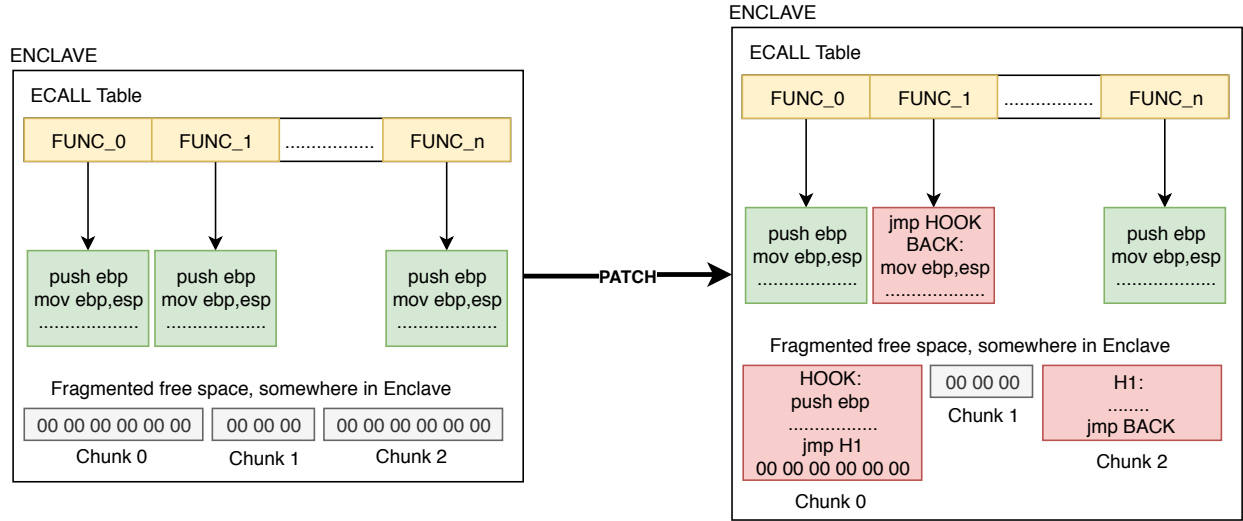 ENCLAVE
ECALL Table
FUNC_0 FUNC_1 ................. FUNC_n
push ebp
mov ebp,esp
...................
push ebp
mov ebp,esp
...................
push ebp
mov ebp,esp
...................
Fragmented free space, somewhere in Enclave
00 00 00 00 00 00 00 00 00 00 00 00 00 00 00
Chunk 0 Chunk 1 Chunk 2
PATCH
ENCLAVE
ECALL Table
FUNC_0 FUNC_1 ................. FUNC_n
push ebp
mov ebp,esp
...................
jmp HOOK
BACK:
mov ebp,esp
...................
push ebp
mov ebp,esp
...................
Fragmented free space, somewhere in Enclave
HOOK:
push ebp
.................
jmp H1
00 00 00 00 00 00
Chunk 0
00 00 00
Chunk 1
H1:
........
jmp BACK
Chunk 2